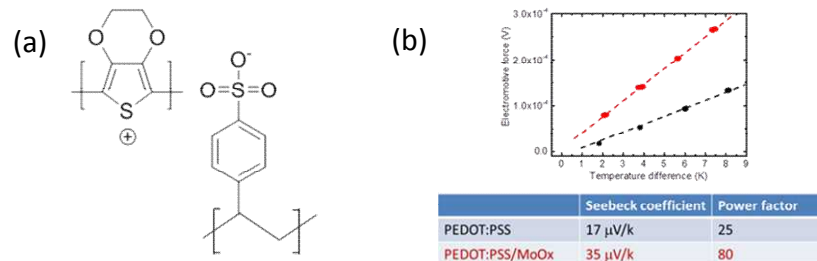 (a)
O O
S
⊕
O⁻
O=S=O
(b)
Electromotive force (V)
3.0x10⁻⁴
2.0x10⁻⁴
1.0x10⁻⁴
0.0
0 1 2 3 4 5 6 7 8 9
Temperature difference (K)
Seebeck coefficient Power factor
PEDOT:PSS 17 μV/k 25
PEDOT:PSS/MoOx 35 μV/k 80